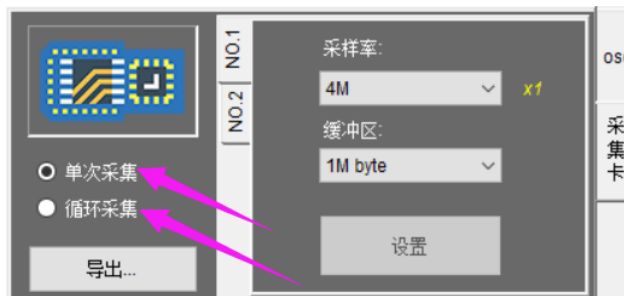 单次采集
循环采集
导出...
NO.1
NO.2
采样率:
4M
x1
缓冲区:
1M byte
设置
采集卡